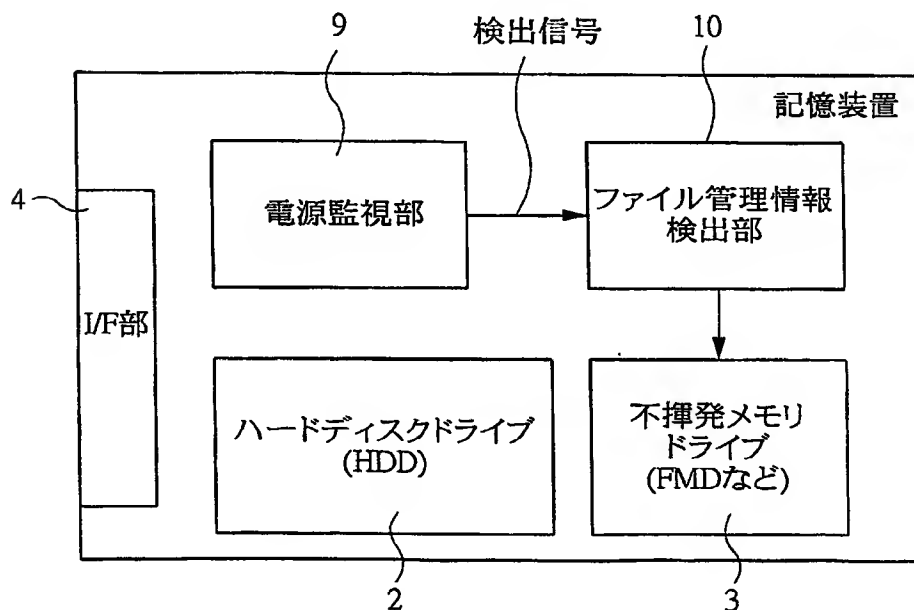 9
検出信号
10
記憶装置
電源監視部
ファイル管理情報
検出部
4
I/F部
ハードディスクドライブ
(HDD)
不揮発メモリ
ドライブ
(FMDなど)
2
3